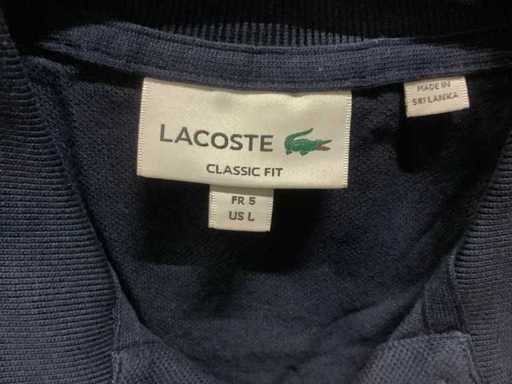 LACOSTE
CLASSIC FIT
FR 5
US L
MADE IN
SRI LANKA